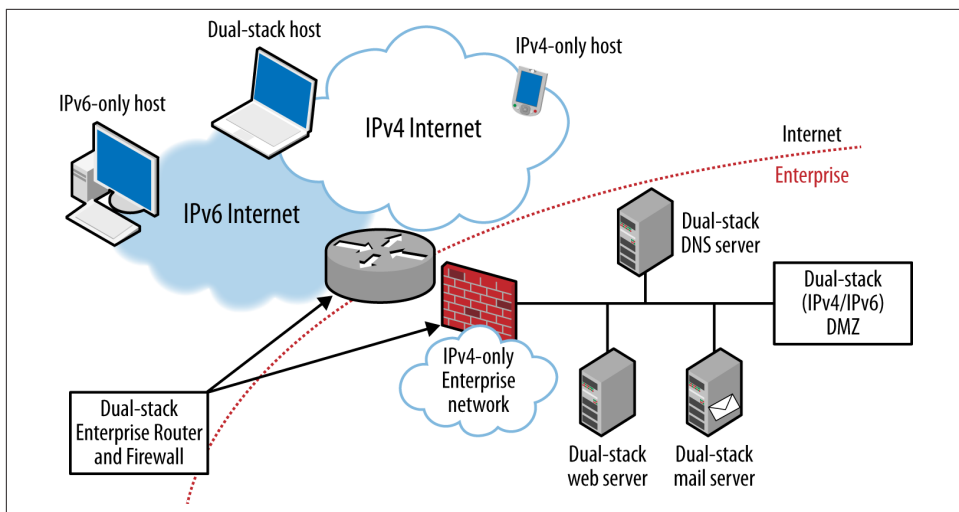 Dual-stack host
IPv4-only host
IPv6-only host
IPv4 Internet
Internet
Enterprise
IPv6 Internet
Dual-stack
DNS server
Dual-stack
(IPv4/IPv6)
DMZ
IPv4-only
Enterprise
network
Dual-stack
Enterprise Router
and Firewall
Dual-stack
web server
Dual-stack
mail server